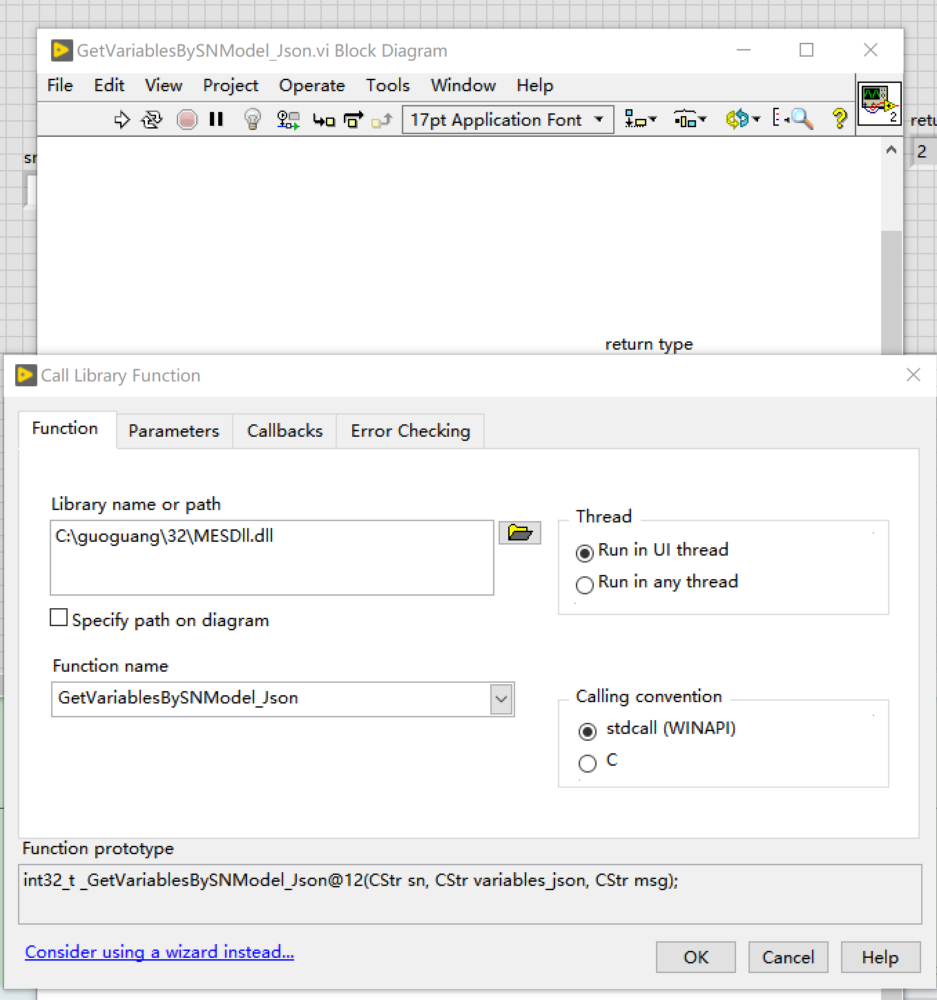 GetVariablesBySNModel_Json.vi Block Diagram
File Edit View Project Operate Tools Window Help
17pt Application Font
2
2
return type
Call Library Function
Function Parameters Callbacks Error Checking
Library name or path
C:\guoguang\32\MESDll.dll
Specify path on diagram
Thread
Run in UI thread
Run in any thread
Function name
GetVariablesBySNModel_Json
Calling convention
stdcall (WINAPI)
C
Function prototype
int32_t _GetVariablesBySNModel_Json@12(CStr sn, CStr variables_json, CStr msg);
Consider using a wizard instead...
OK Cancel Help